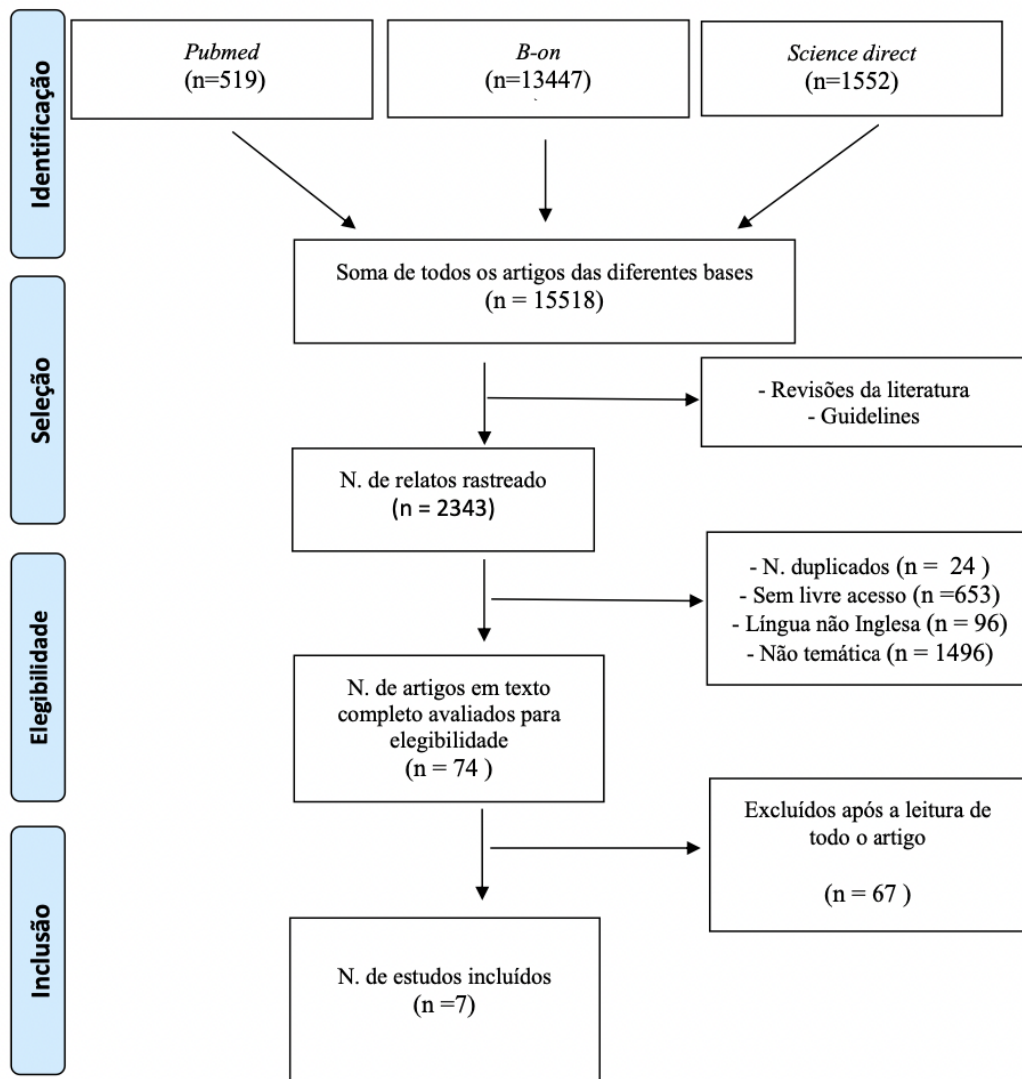 Identificação
Pubmed
(n=519)
B-on
(n=13447)
Science direct
(n=1552)
Soma de todos os artigos das diferentes bases
(n = 15518)
Seleção
- Revisões da literatura
- Guidelines
N. de relatos rastreado
(n = 2343)
Elegibilidade
- N. duplicados (n = 24 )
- Sem livre acesso (n =653)
- Língua não Inglesa (n = 96)
- Não temática (n = 1496)
N. de artigos em texto
completo avaliados para
elegibilidade
(n = 74 )
Excluídos após a leitura de
todo o artigo
(n = 67 )
Inclusão
N. de estudos incluídos
(n =7)